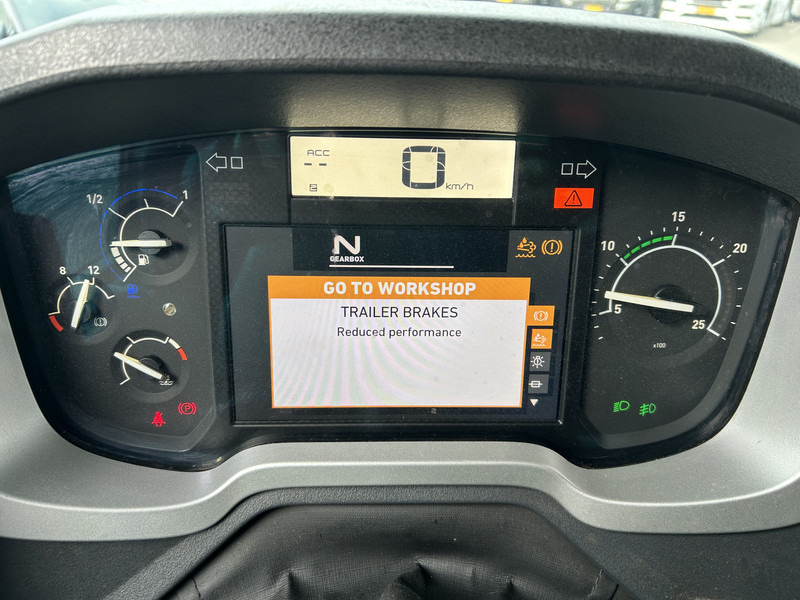 ACC
--
0
km/h
1/2
1
8
12
N
GEARBOX
GO TO WORKSHOP
TRAILER BRAKES
Reduced performance
P
5
10
15
20
25
x100